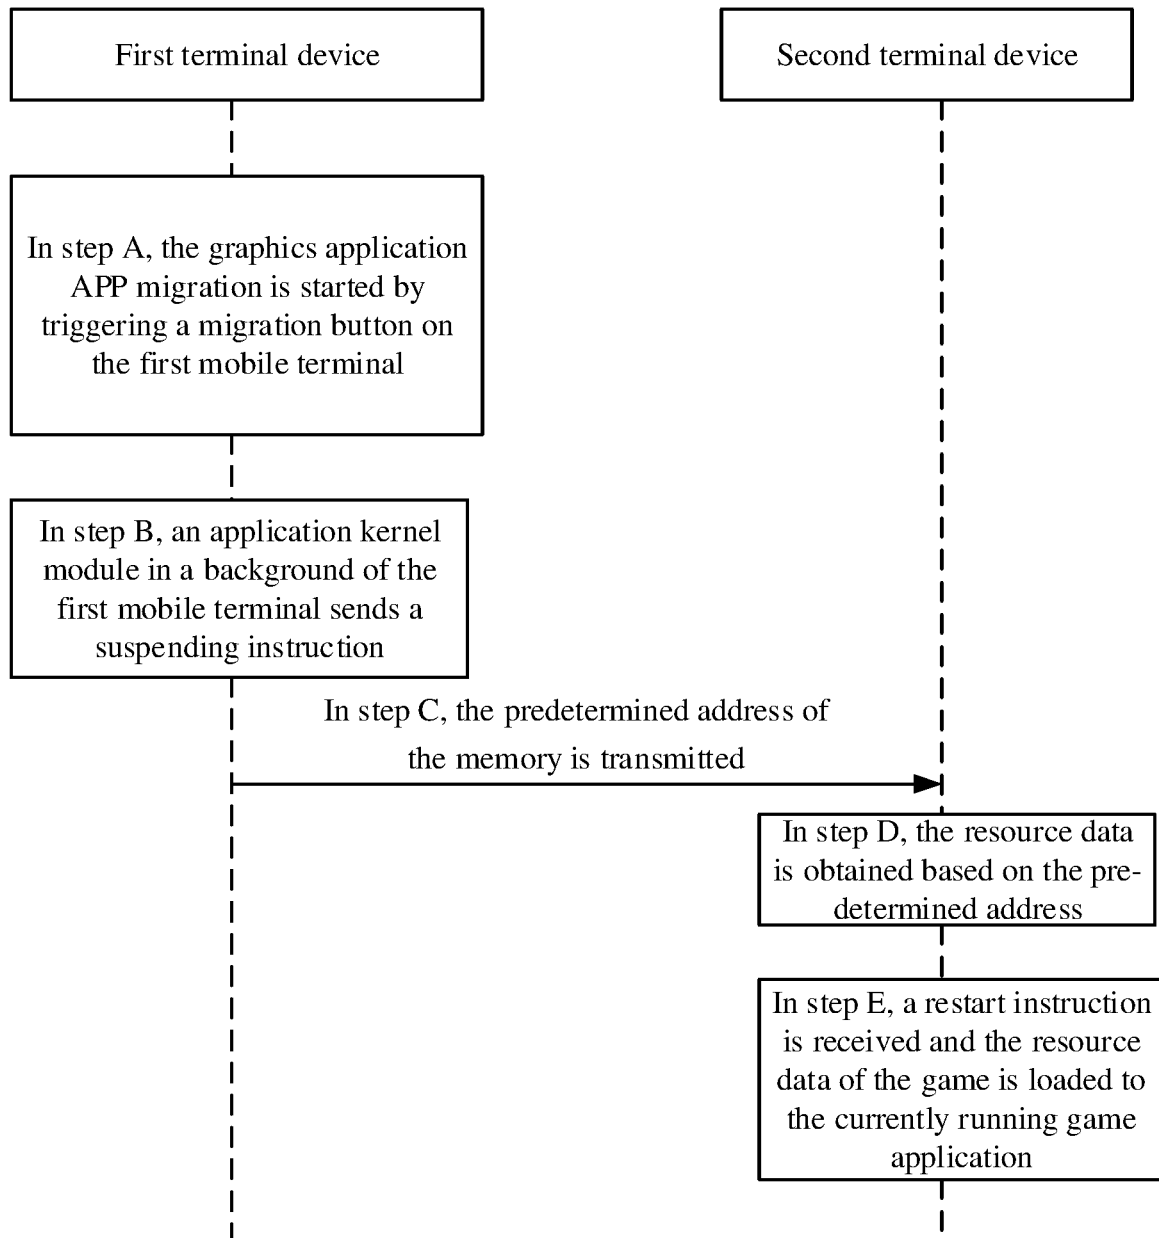 First terminal device
Second terminal device
In step A, the graphics application
APP migration is started by
triggering a migration button on
the first mobile terminal
In step B, an application kernel
module in a background of the
first mobile terminal sends a
suspending instruction
In step C, the predetermined address of
the memory is transmitted
In step D, the resource data
is obtained based on the pre-
determined address
In step E, a restart instruction
is received and the resource
data of the game is loaded to
the currently running game
application